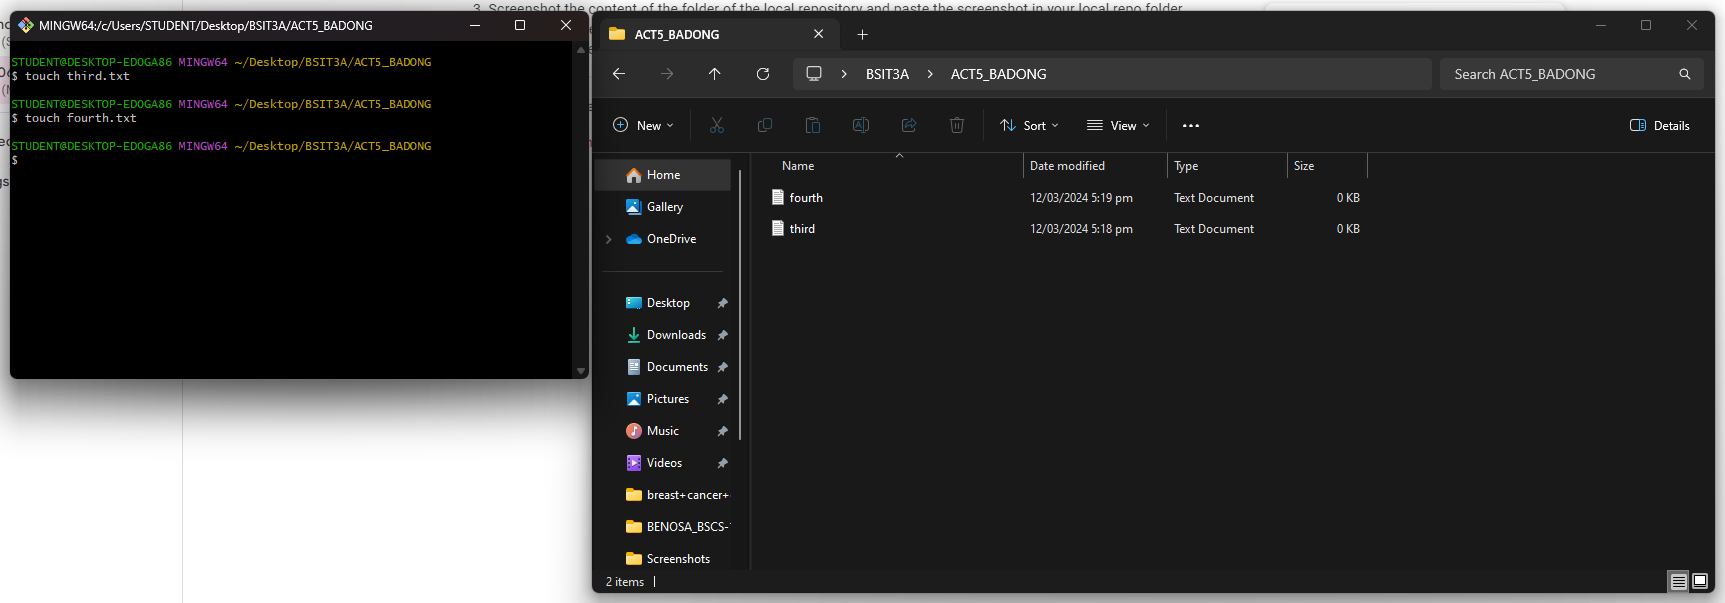 3. Screenshot the content of the folder of the local repository and paste the screenshot in your local repo folder
MINGW64:/c/Users/STUDENT/Desktop/BSIT3A/ACT5_BADONG
STUDENT@DESKTOP-EDOGA86 MINGW64 ~/Desktop/BSIT3A/ACT5_BADONG
$ touch third.txt
STUDENT@DESKTOP-EDOGA86 MINGW64 ~/Desktop/BSIT3A/ACT5_BADONG
$ touch fourth.txt
STUDENT@DESKTOP-EDOGA86 MINGW64 ~/Desktop/BSIT3A/ACT5_BADONG
$
ACT5_BADONG
BSIT3A > ACT5_BADONG
Search ACT5_BADONG
New
Sort
View
Details
Home
Gallery
OneDrive
Desktop
Downloads
Documents
Pictures
Music
Videos
breast+cancer+
BENOSA_BSCS-
Screenshots
Name Date modified Type Size
fourth 12/03/2024 5:19 pm Text Document 0 KB
third 12/03/2024 5:18 pm Text Document 0 KB
2 items